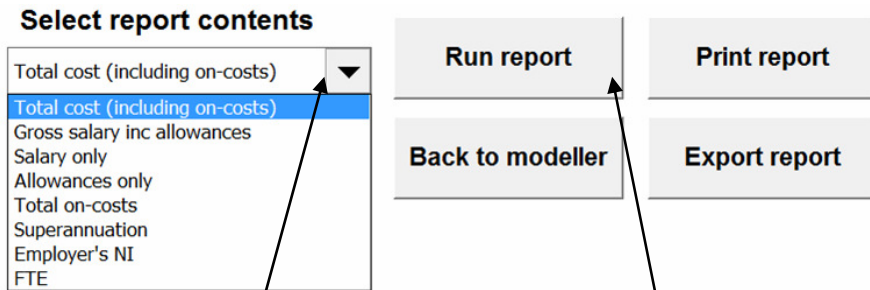 Select report contents
Total cost (including on-costs)
Total cost (including on-costs)
Gross salary inc allowances
Salary only
Allowances only
Total on-costs
Superannuation
Employer's NI
FTE
Run report
Print report
Back to modeller
Export report